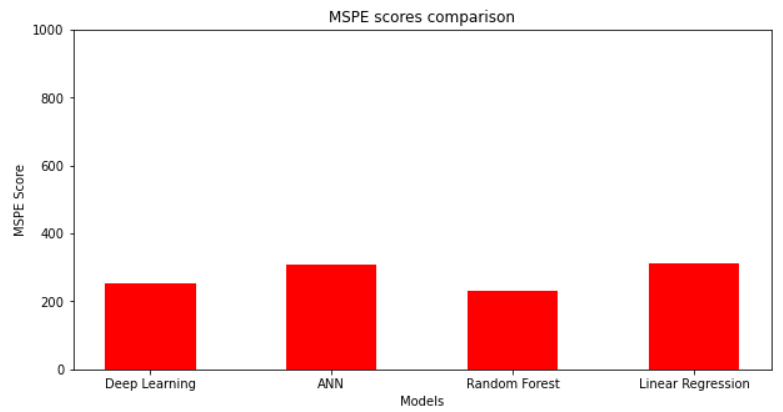 MSPE scores comparison
1000
800
600
400
200
0
MSPE Score
Deep Learning ANN Random Forest Linear Regression
Models